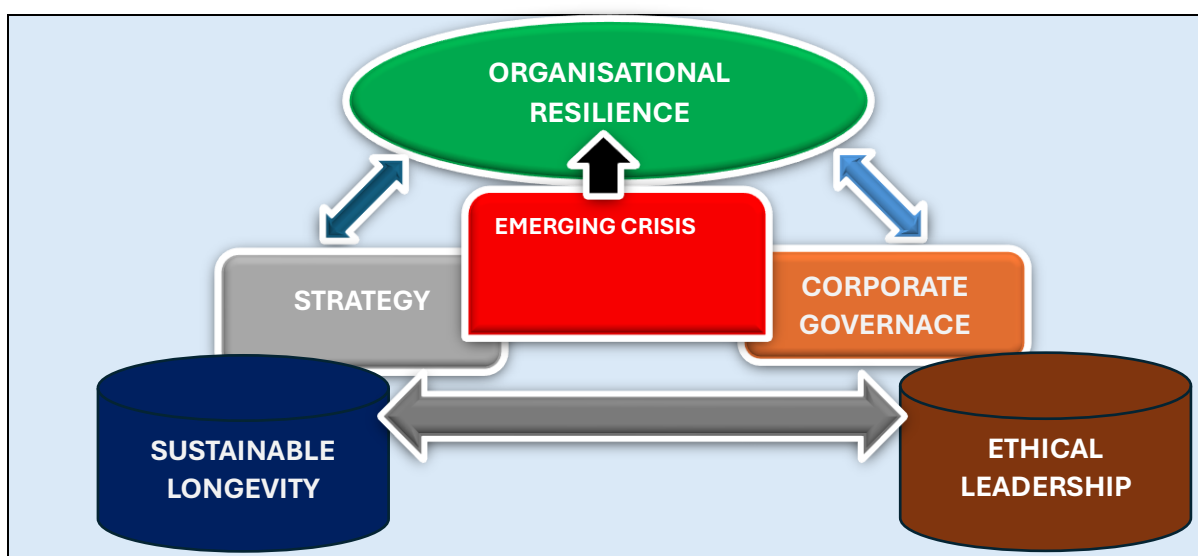 ORGANISATIONAL
RESILIENCE
EMERGING CRISIS
STRATEGY
CORPORATE
GOVERNACE
SUSTAINABLE
LONGEVITY
ETHICAL
LEADERSHIP